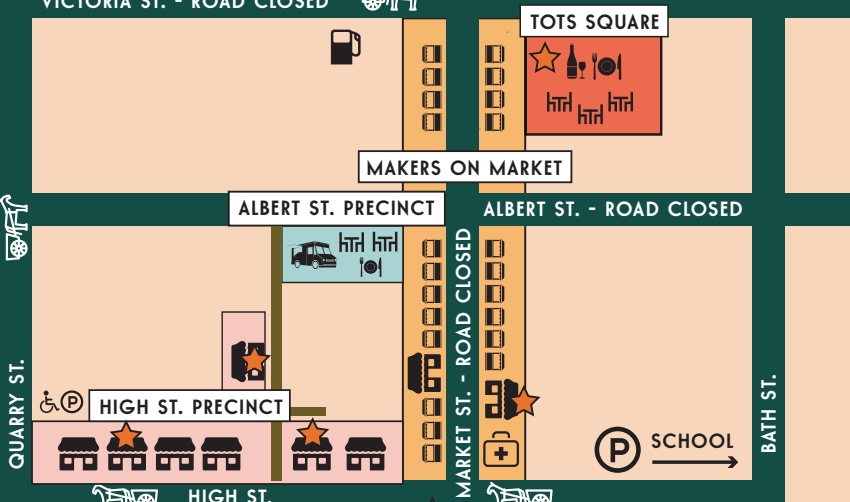 VICTORIA ST. - ROAD CLOSED
TOTS SQUARE
MAKERS ON MARKET
ALBERT ST. PRECINCT
ALBERT ST. - ROAD CLOSED
MARKET ST. - ROAD CLOSED
QUARRY ST.
P
HIGH ST. PRECINCT
P
SCHOOL
BATH ST.
HIGH ST.